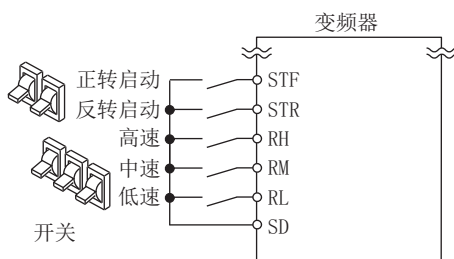 变频器
正转启动 STF
反转启动 STR
高速 RH
中速 RM
低速 RL
SD
开关